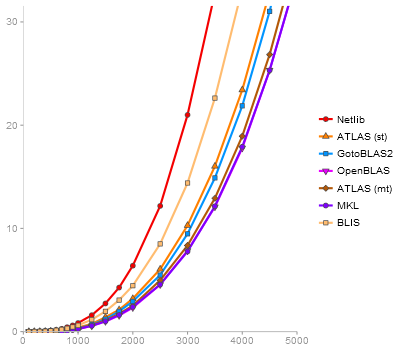 30
20
10
0
0 1000 2000 3000 4000 5000
Netlib
ATLAS (st)
GotoBLAS2
OpenBLAS
ATLAS (mt)
MKL
BLIS